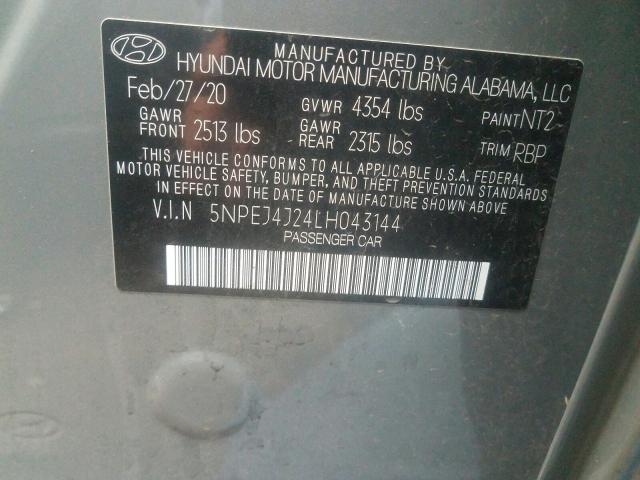 MANUFACTURED BY
HYUNDAI MOTOR MANUFACTURING ALABAMA, LLC
Feb/27/20 GVWR 4354 lbs PAINT NT2
GAWR FRONT 2513 lbs GAWR REAR 2315 lbs TRIM RBP
THIS VEHICLE CONFORMS TO ALL APPLICABLE U.S.A. FEDERAL
MOTOR VEHICLE SAFETY, BUMPER, AND THEFT PREVENTION
STANDARDS IN EFFECT ON THE DATE OF MANUFACTURE SHOWN ABOVE.
V.I.N 5NPEJ4J24LH043144
PASSENGER CAR